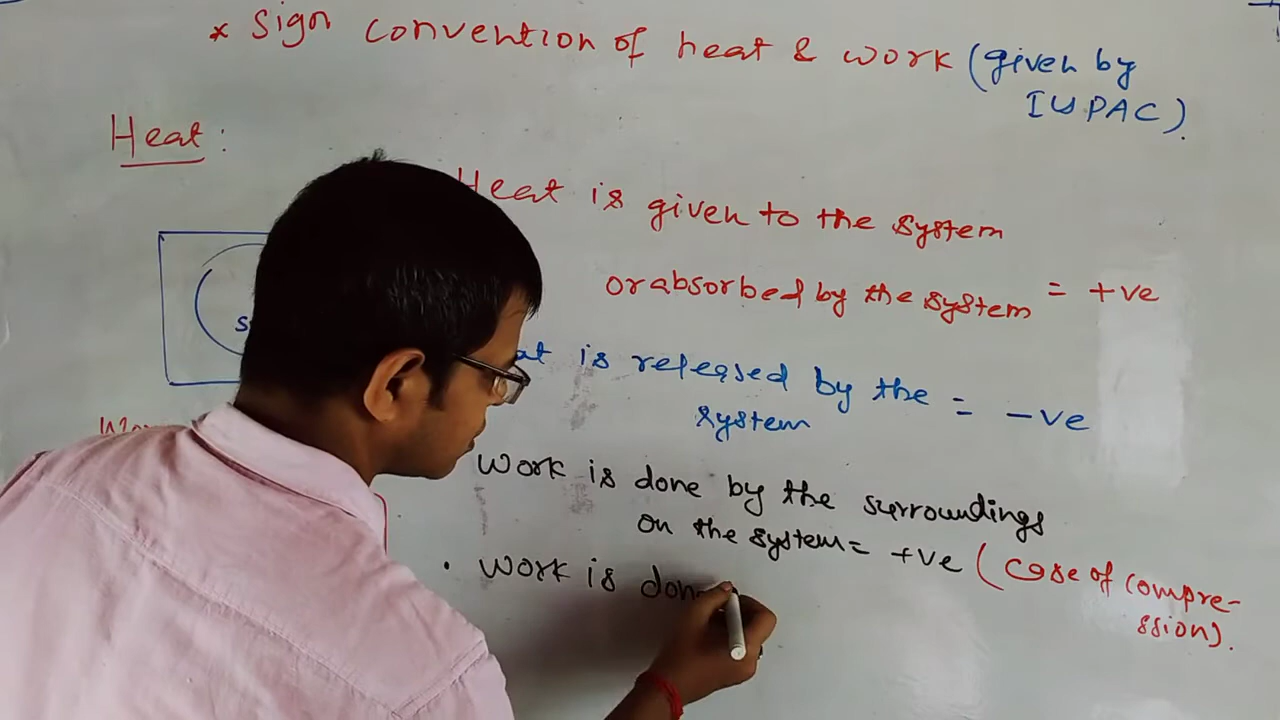 * Sign convention of heat & work (given by
IUPAC).
Heat:
Heat is given to the system
or absorbed by the system = +ve
is released by the = -ve
system
Work is done by the surroundings
on the system = +ve (case of compre-
ssion).
• Work is done